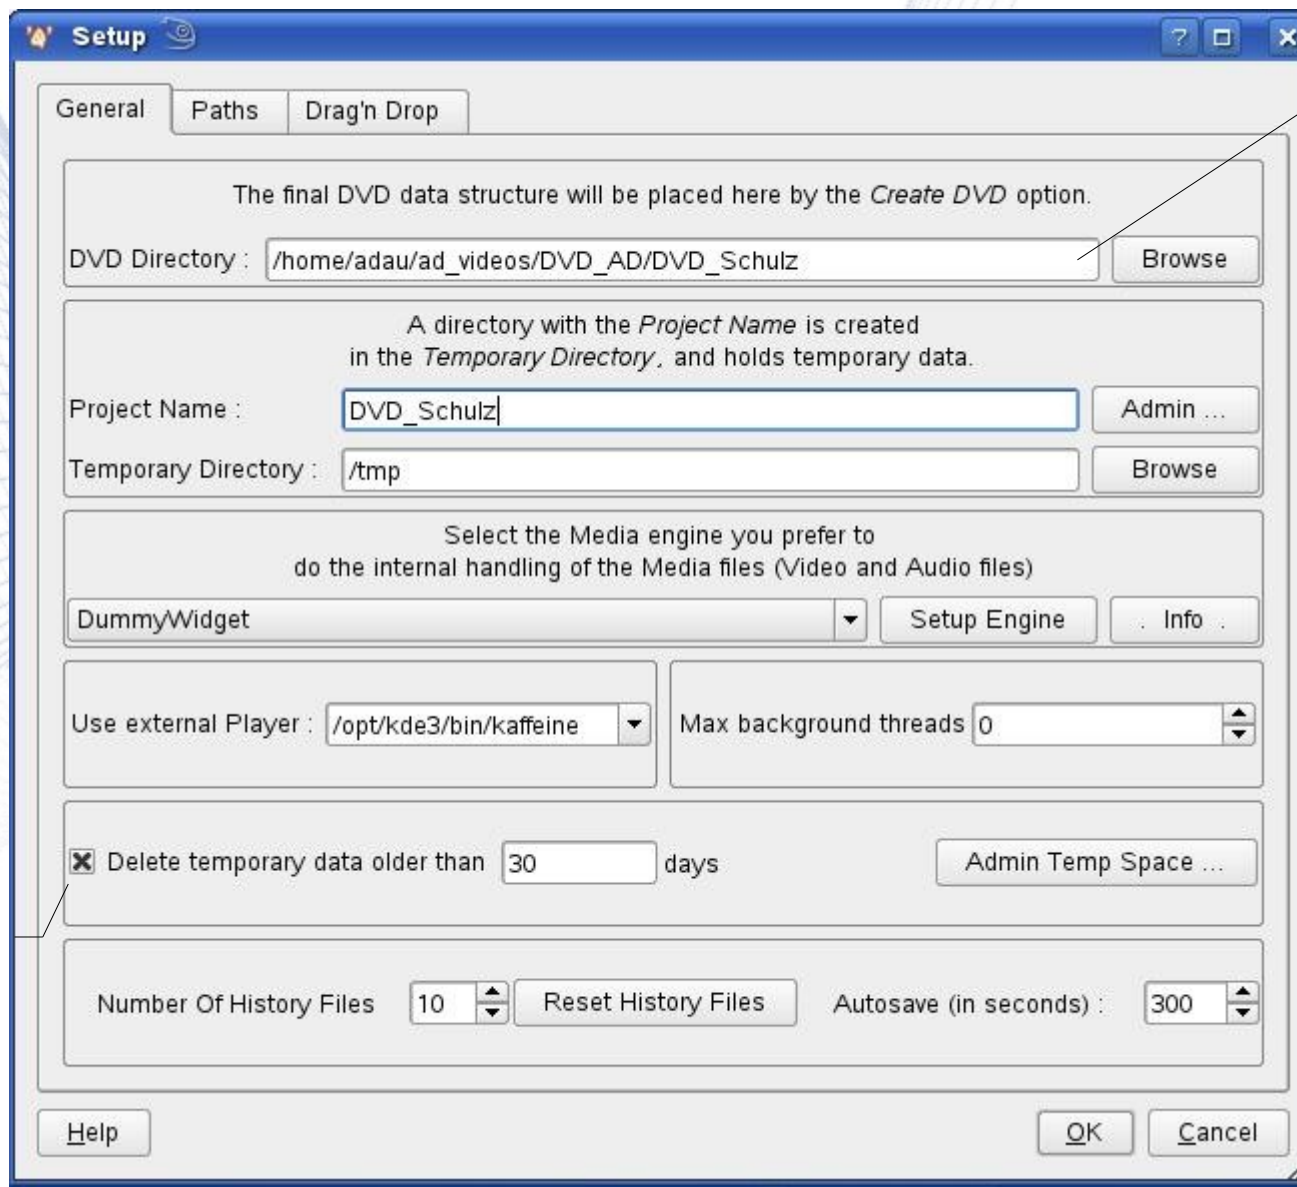 Setup
General Paths Drag'n Drop
The final DVD data structure will be placed here by the Create DVD option.
DVD Directory : /home/adau/ad_videos/DVD_AD/DVD_Schulz Browse
A directory with the Project Name is created
in the Temporary Directory, and holds temporary data.
Project Name : DVD_Schulz Admin ...
Temporary Directory : /tmp Browse
Select the Media engine you prefer to
do the internal handling of the Media files (Video and Audio files)
DummyWidget Setup Engine . Info .
Use external Player : /opt/kde3/bin/kaffeine Max background threads 0
Delete temporary data older than 30 days Admin Temp Space ...
Number Of History Files 10 Reset History Files Autosave (in seconds) : 300
Help OK Cancel